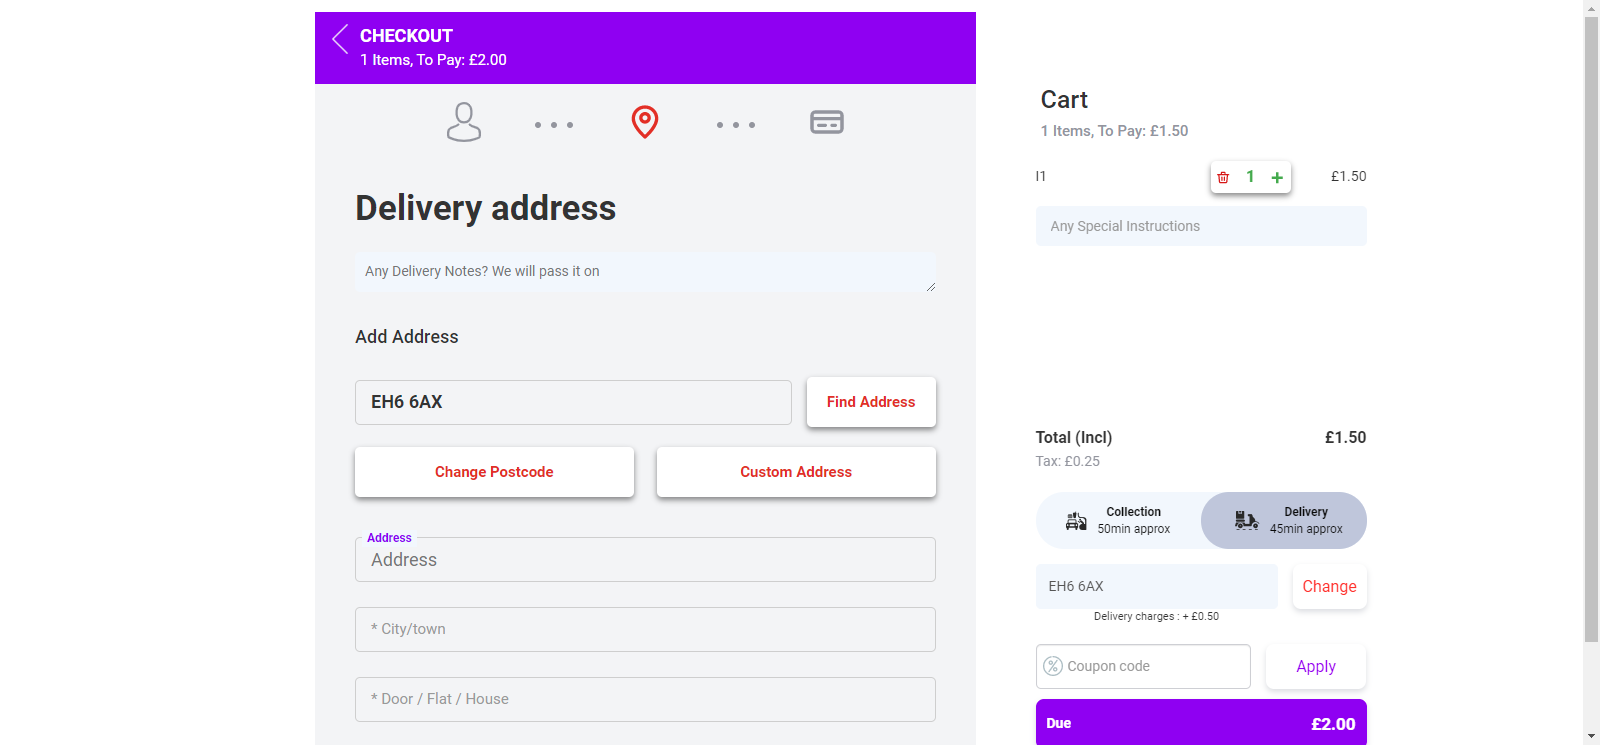 CHECKOUT
1 Items, To Pay: £2.00
Delivery address
Any Delivery Notes? We will pass it on
Add Address
EH6 6AX
Find Address
Change Postcode
Custom Address
Address
Address
* City/town
* Door / Flat / House
Cart
1 Items, To Pay: £1.50
I1
1
+
£1.50
Any Special Instructions
Total (Incl)
£1.50
Tax: £0.25
Collection
50min approx
Delivery
45min approx
EH6 6AX
Change
Delivery charges : + £0.50
Coupon code
Apply
Due
£2.00